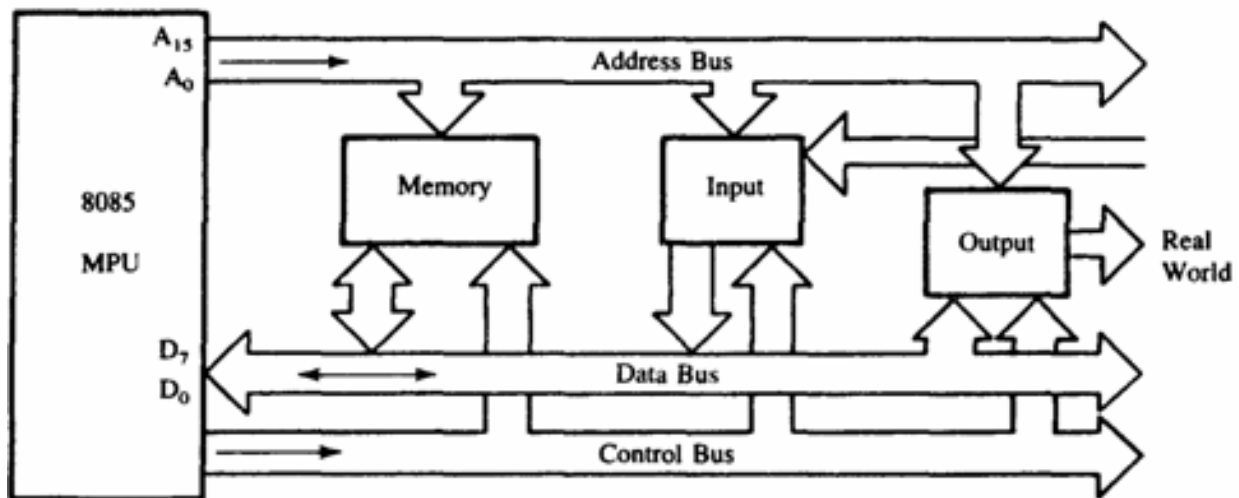 A15
A0
Address Bus
8085
MPU
Memory
Input
Output
Real
World
D7
D0
Data Bus
Control Bus